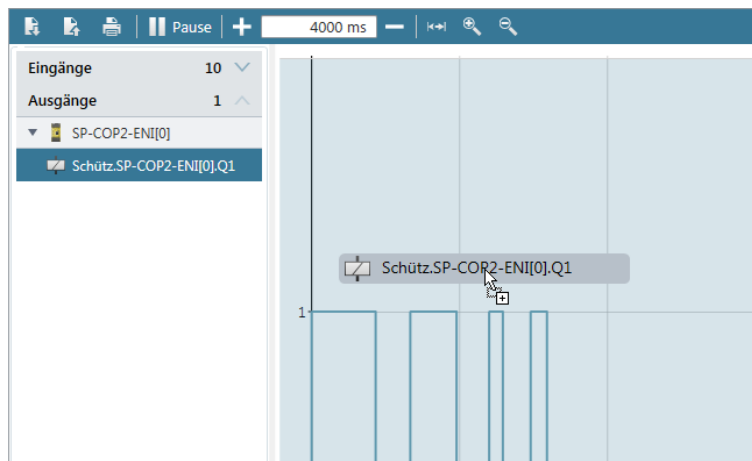 Pause 4000 ms
Eingänge 10
Ausgänge 1
SP-COP2-ENI[0]
Schütz.SP-COP2-ENI[0].Q1
Schütz.SP-COP2-ENI[0].Q1
1